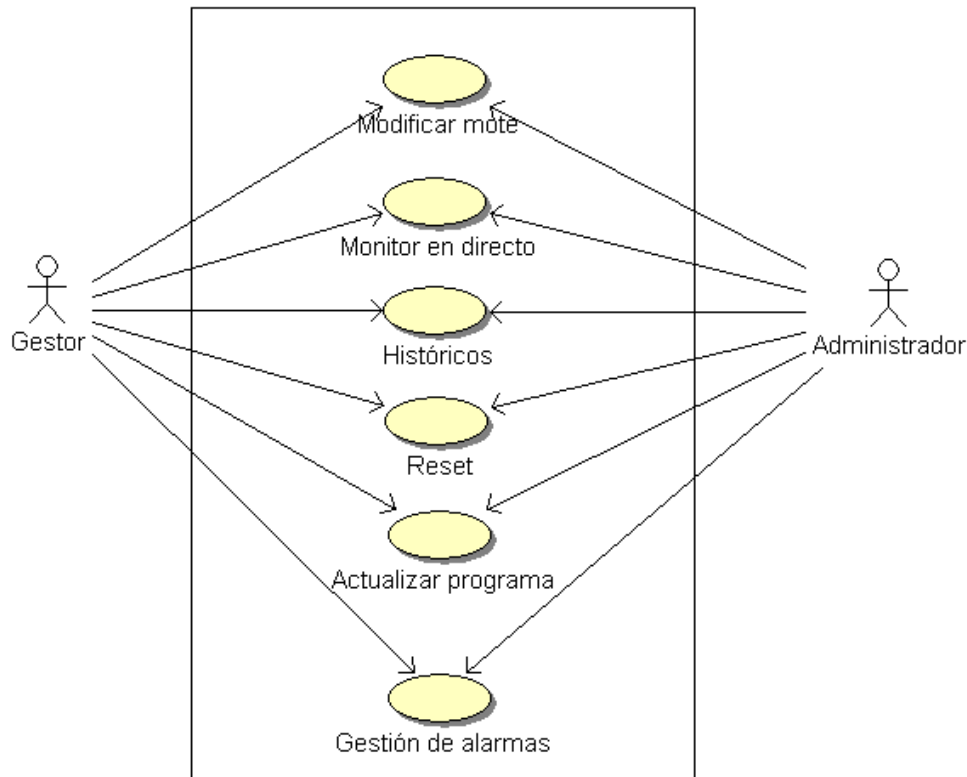 Modificar mote
Monitor en directo
Gestor
Históricos
Administrador
Reset
Actualizar programa
Gestión de alarmas